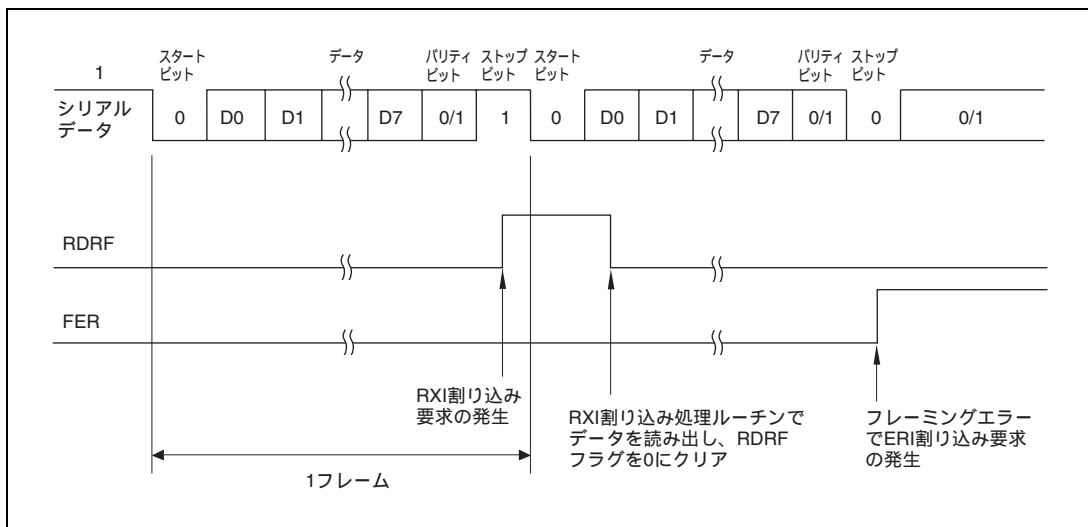 スタート
ビット
データ
パリティ
ビット
ストップ
ビット
スタート
ビット
データ
パリティ
ビット
ストップ
ビット
1
シリアル
データ
0 D0 D1 D7 0/1 1 0 D0 D1 D7 0/1 0 0/1
RDRF
FER
RXI割り込み
要求の発生
RXI割り込み処理ルーチンで
データを読み出し、RDRF
フラグを0にクリア
フレーミングエラー
でERI割り込み要求
の発生
1フレーム